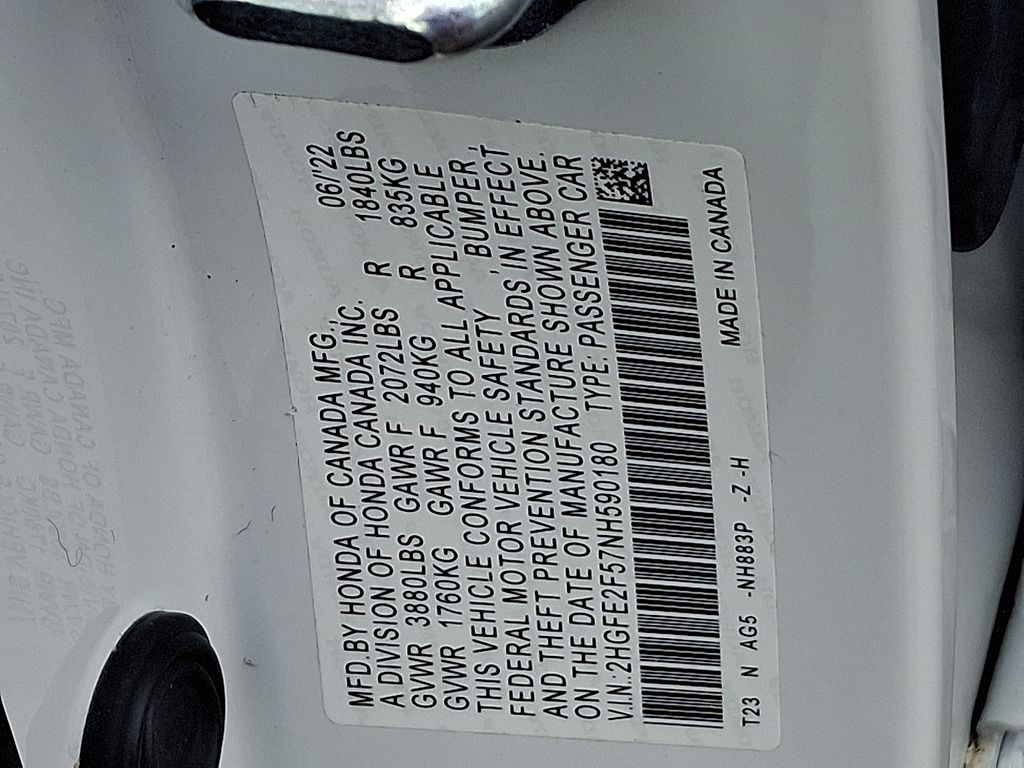 MFD.BY HONDA OF CANADA MFG., 06/'22
A DIVISION OF HONDA CANADA INC.
GVWR 3880LBS GAWR F 2072LBS R 1840LBS
GVWR 1760KG GAWR F 940KG R 835KG
THIS VEHICLE CONFORMS TO ALL APPLICABLE
FEDERAL MOTOR VEHICLE SAFETY , BUMPER ,
AND THEFT PREVENTION STANDARDS IN EFFECT
ON THE DATE OF MANUFACTURE SHOWN ABOVE.
V.I.N.:2HGFE2F57NH590180 TYPE: PASSENGER CAR
T23 N AG5 -NH883P -Z -H MADE IN CANADA